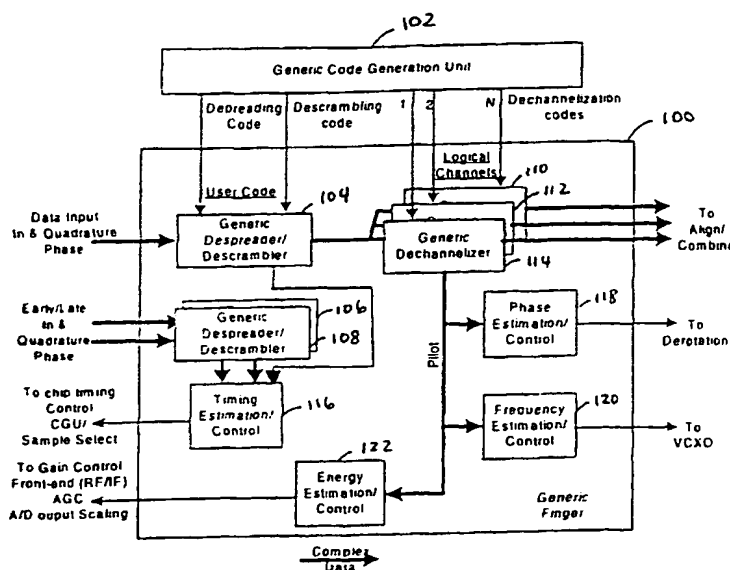 102
Generic Code Generation Unit
Depreading
Code
Descrambling
code
1
2
N
Dechannelization
codes
100
Logical
Channels
110
112
User Code
104
Data Input
In & Quadrature
Phase
Generic
Despreader/
Descrambler
Generic
Dechannelizer
114
To
Align/
Combine
Early/Late
In &
Quadrature
Phase
106
Generic
Despreader/
Descrambler
108
Pilot
Phase
Estimation/
Control
118
To
Derotation
To chip timing
Control
CGU/
Sample Select
Timing
Estimation/
Control
116
Frequency
Estimation/
Control
120
To
VCXO
To Gain Control
Front-end (RF/IF)
AGC
A/D output Scaling
122
Energy
Estimation/
Control
Generic
Finger
Complex
Data